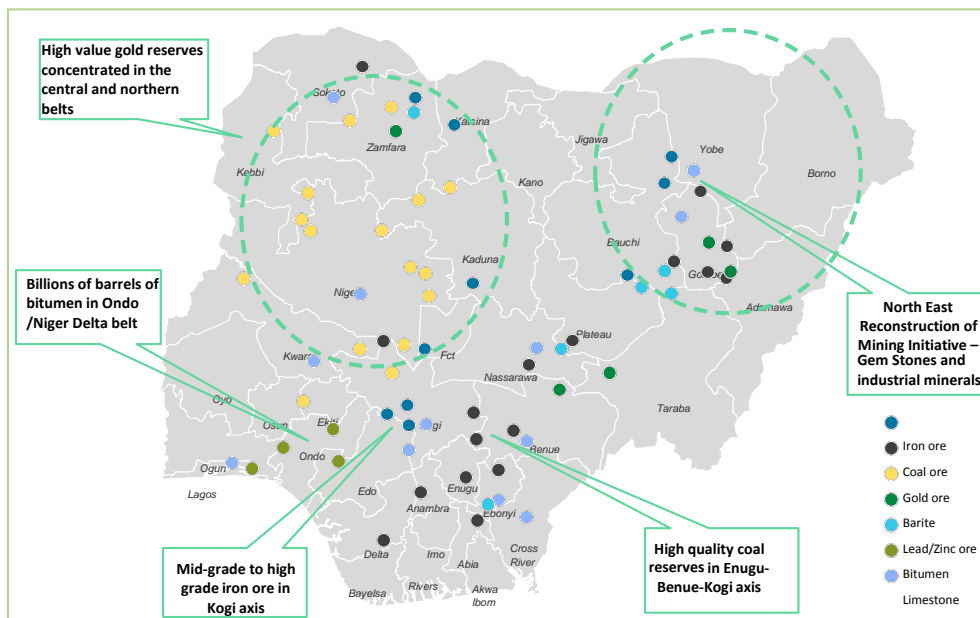 High value gold reserves
concentrated in the
central and northern
belts
Sokoto
Katsina
Zamfara
Kebbi
Jigawa
Yobe
Borno
Kano
Bauchi
Kaduna
Gombe
Niger
Adamawa
Billions of barrels of
bitumen in Ondo
/Niger Delta belt
North East
Reconstruction of
Mining Initiative –
Gem Stones and
industrial minerals
Plateau
Fct
Kwara
Nassarawa
Taraba
Oyo
Osun
Ekiti
Kogi
Benue
Ondo
Ogun
Lagos
Edo
Enugu
Anambra
Ebonyi
Delta
Imo
Abia
Cross
River
Bayelsa
Rivers
Akwa
Ibom
Mid-grade to high
grade iron ore in
Kogi axis
High quality coal
reserves in Enugu-
Benue-Kogi axis
Iron ore
Coal ore
Gold ore
Barite
Lead/Zinc ore
Bitumen
Limestone